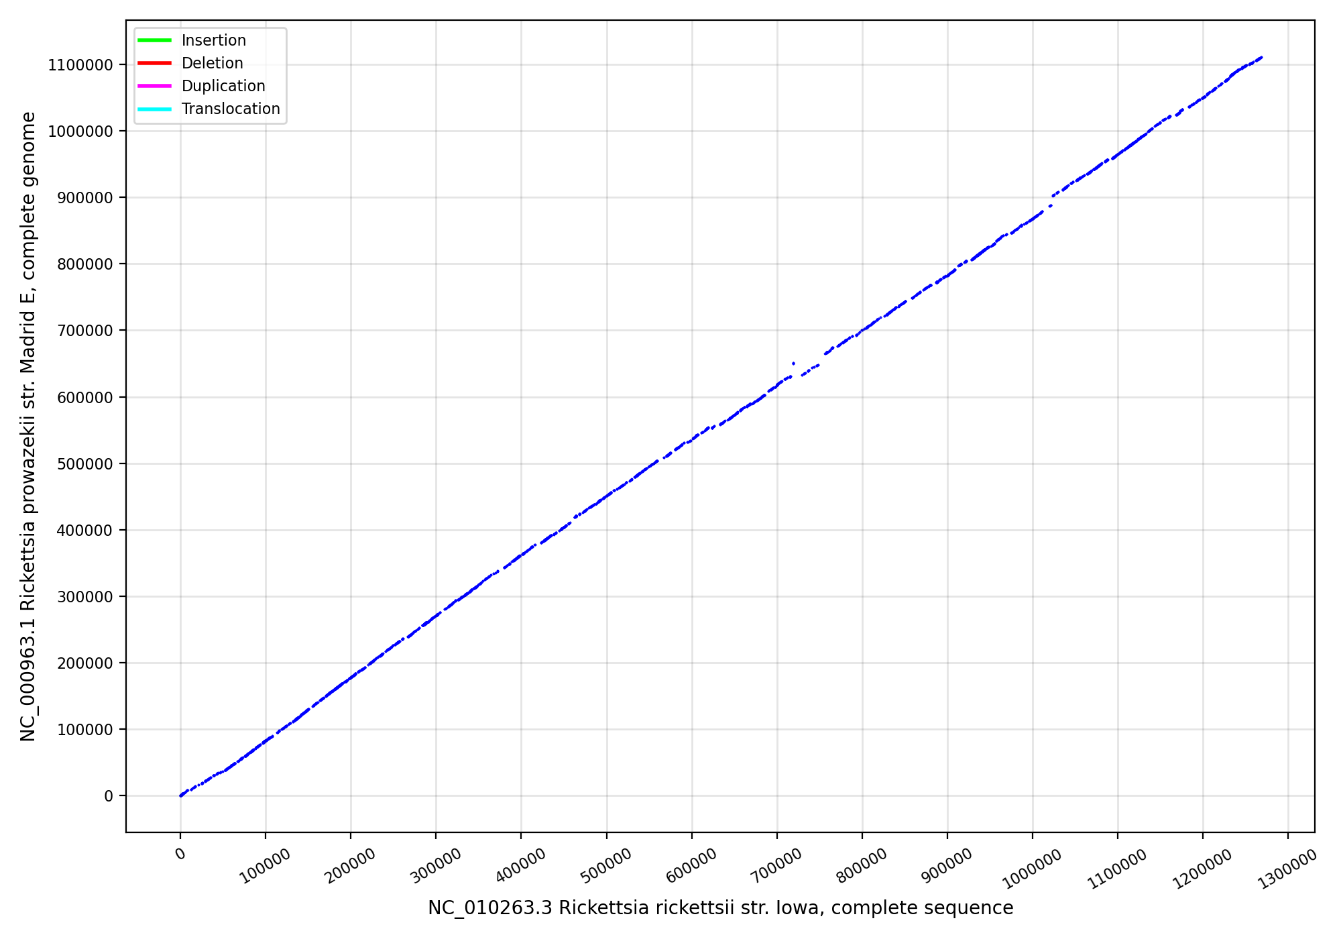 Insertion
Deletion
Duplication
Translocation
NC_000963.1 Rickettsia prowazekii str. Madrid E, complete genome
1100000
1000000
900000
800000
700000
600000
500000
400000
300000
200000
100000
0
0 100000 200000 300000 400000 500000 600000 700000 800000 900000 1000000 1100000 1200000 1300000
NC_010263.3 Rickettsia rickettsii str. Iowa, complete sequence